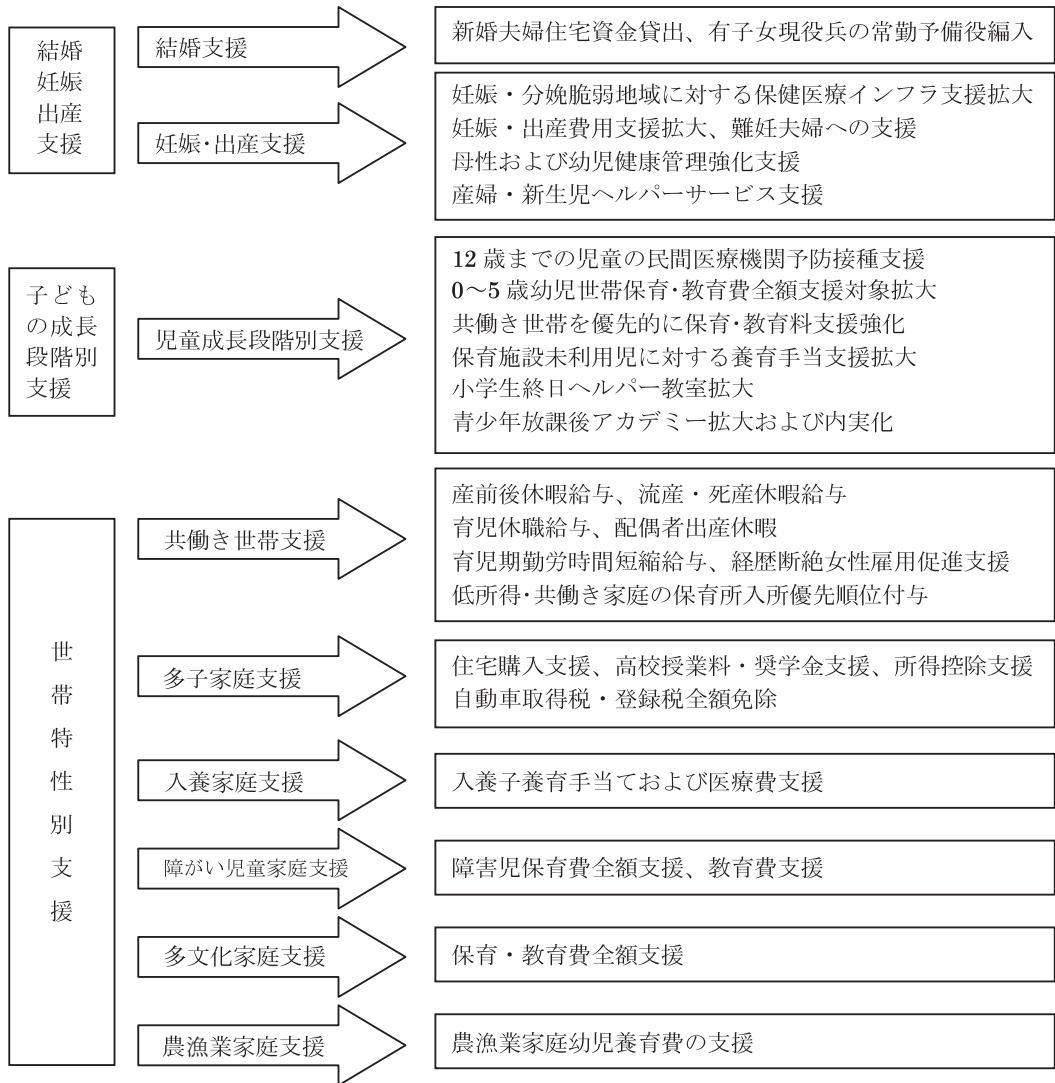 結婚
妊娠
出産
支援
結婚支援
新婚夫婦住宅資金貸出、有子女現役兵の常勤予備役編入
妊娠・出産支援
妊娠・分娩脆弱地域に対する保健医療インフラ支援拡大
妊娠・出産費用支援拡大、難妊夫婦への支援
母性および幼児健康管理強化支援
産婦・新生児ヘルパーサービス支援
子ども
の成長
段階別
支援
児童成長段階別支援
12歳までの児童の民間医療機関予防接種支援
0〜5歳幼児世帯保育・教育費全額支援対象拡大
共働き世帯を優先的に保育・教育料支援強化
保育施設未利用児に対する養育手当支援拡大
小学生終日ヘルパー教室拡大
青少年放課後アカデミー拡大および内実化
世
帯
特
性
別
支
援
共働き世帯支援
産前後休暇給与、流産・死産休暇給与
育児休職給与、配偶者出産休暇
育児期勤労時間短縮給与、経歴断絶女性雇用促進支援
低所得・共働き家庭の保育所入所優先順位付与
多子家庭支援
住宅購入支援、高校授業料・奨学金支援、所得控除支援
自動車取得税・登録税全額免除
入養家庭支援
入養子養育手当ておよび医療費支援
障がい児童家庭支援
障害児保育費全額支援、教育費支援
多文化家庭支援
保育・教育費全額支援
農漁業家庭支援
農漁業家庭幼児養育費の支援